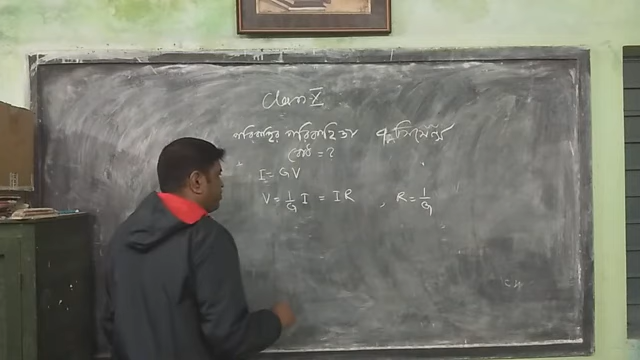 Class-X
পরিবাহীর পরিবাহিতা
রোধ = ?
I = GV
V = 1/G I = IR , R = 1/G